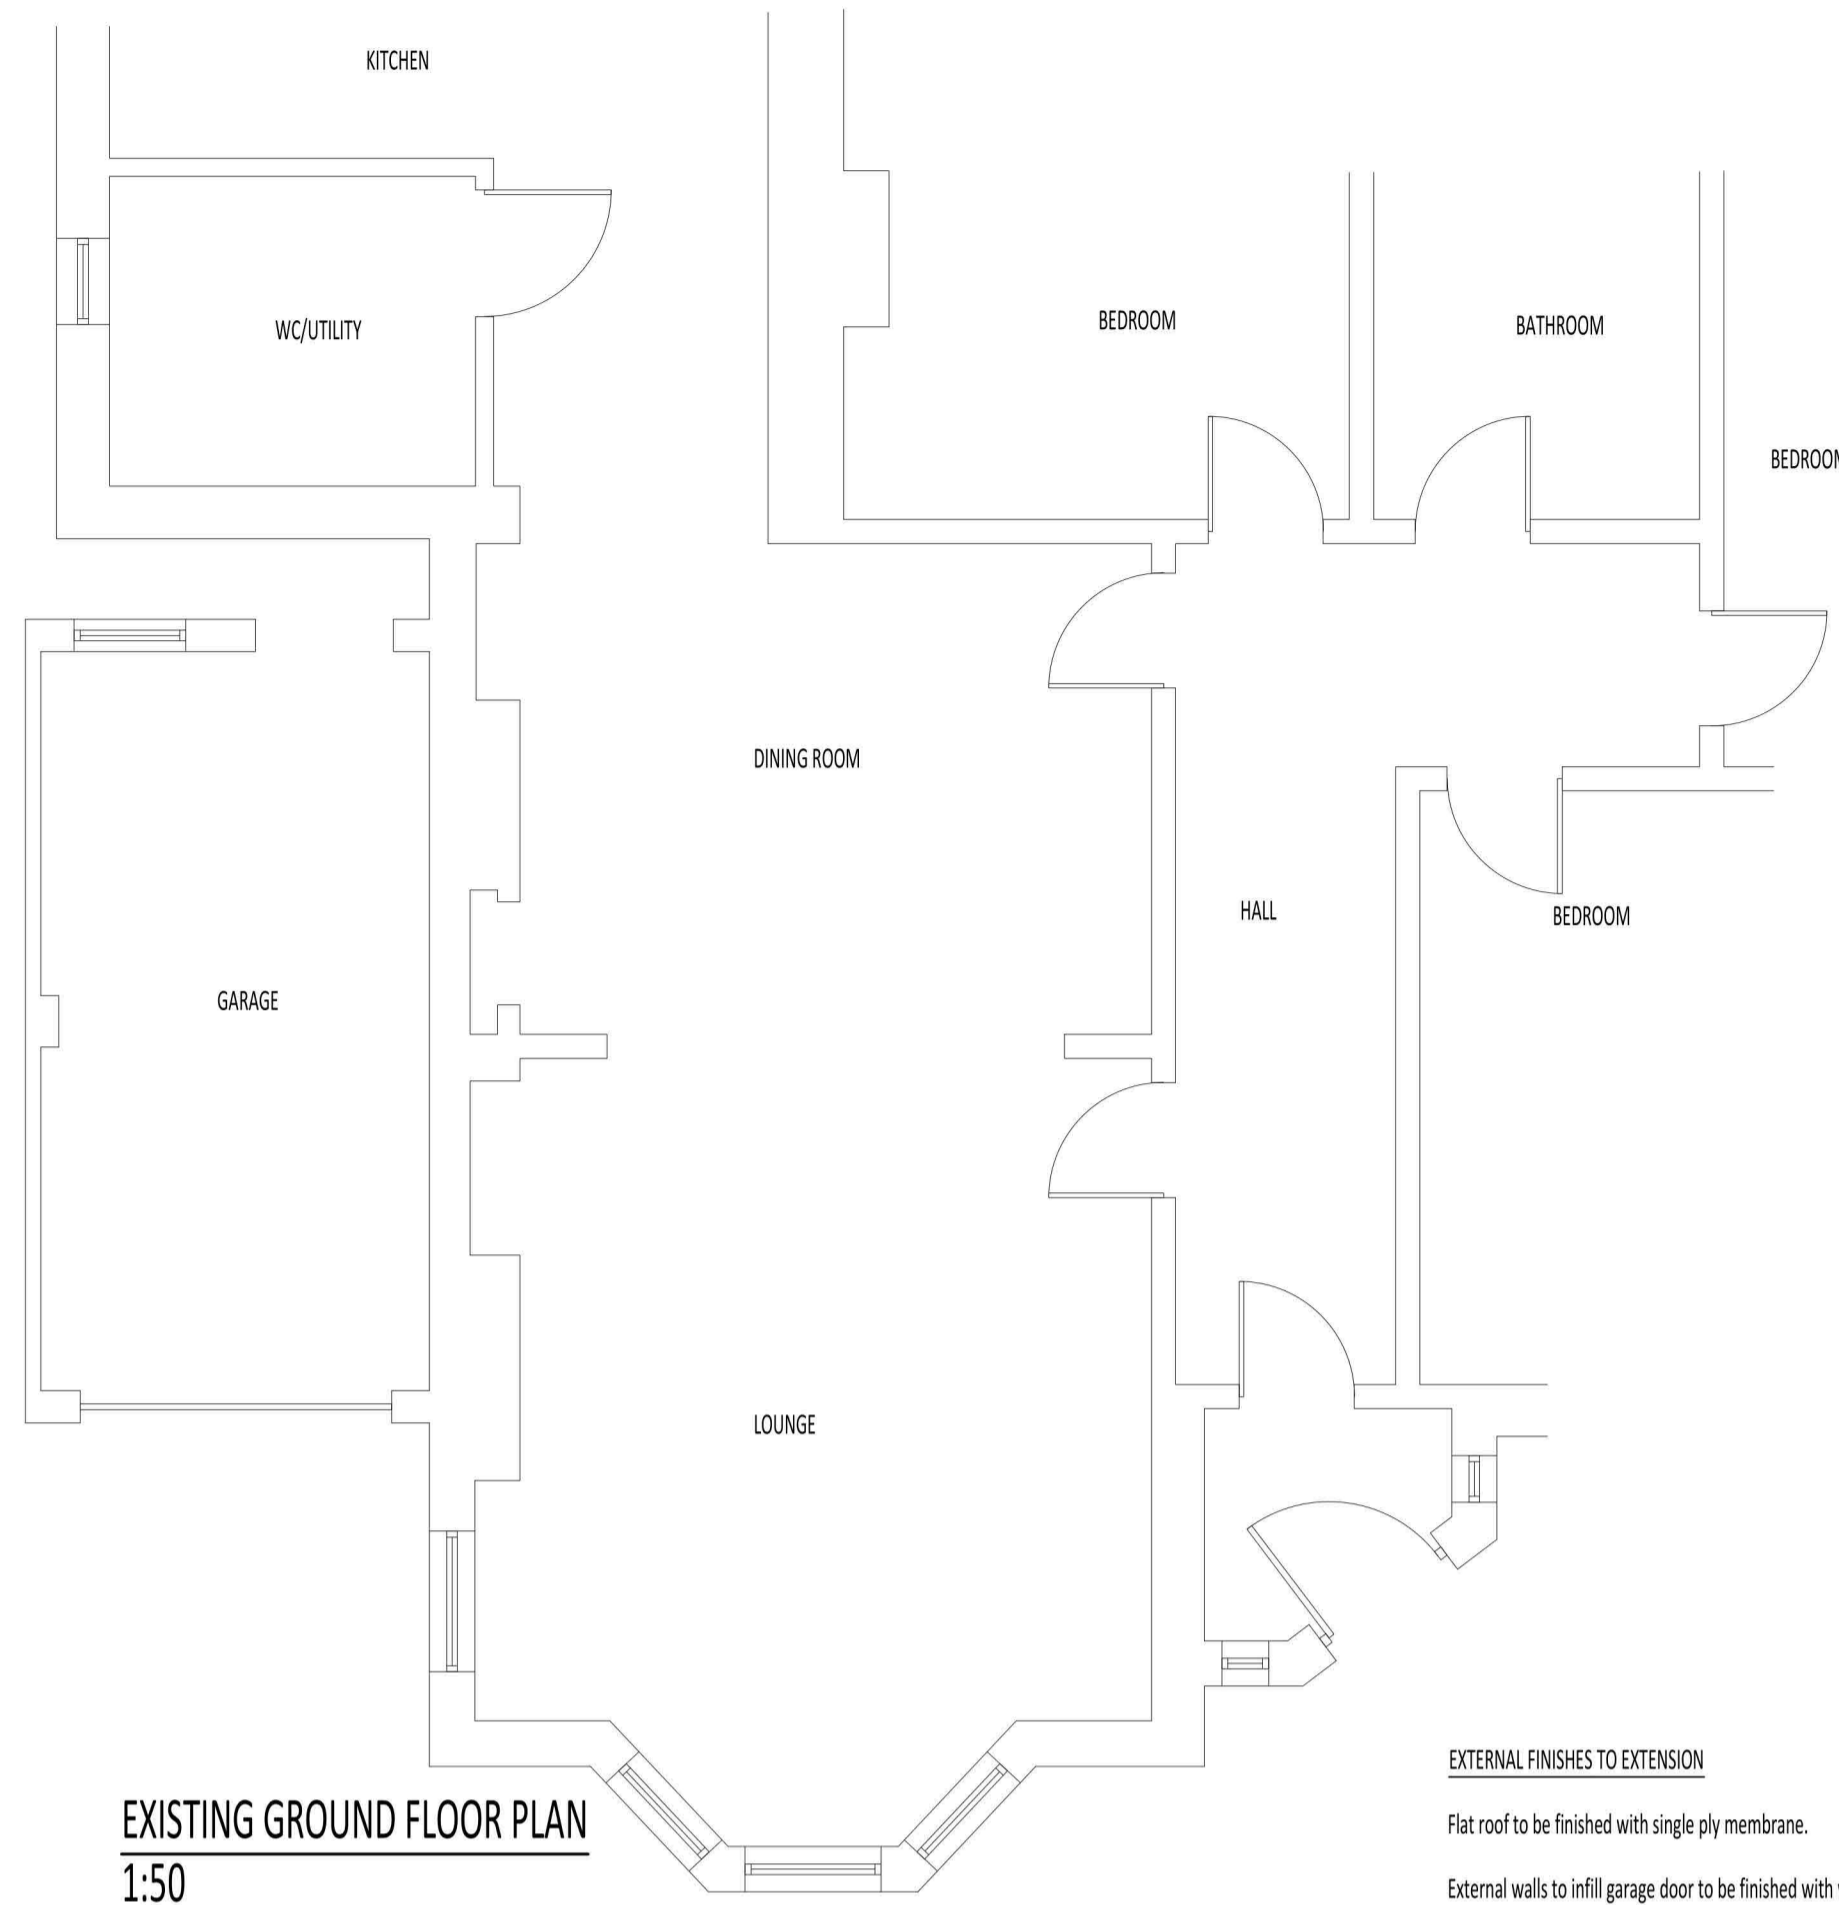 KITCHEN
WC/UTILITY
BEDROOM
BATHROOM
DINING ROOM
HALL
BEDROOM
GARAGE
LOUNGE
EXISTING GROUND FLOOR PLAN
1:50
EXTERNAL FINISHES TO EXTENSION
Flat roof to be finished with single ply membrane.
External walls to infill garage door to be finished with